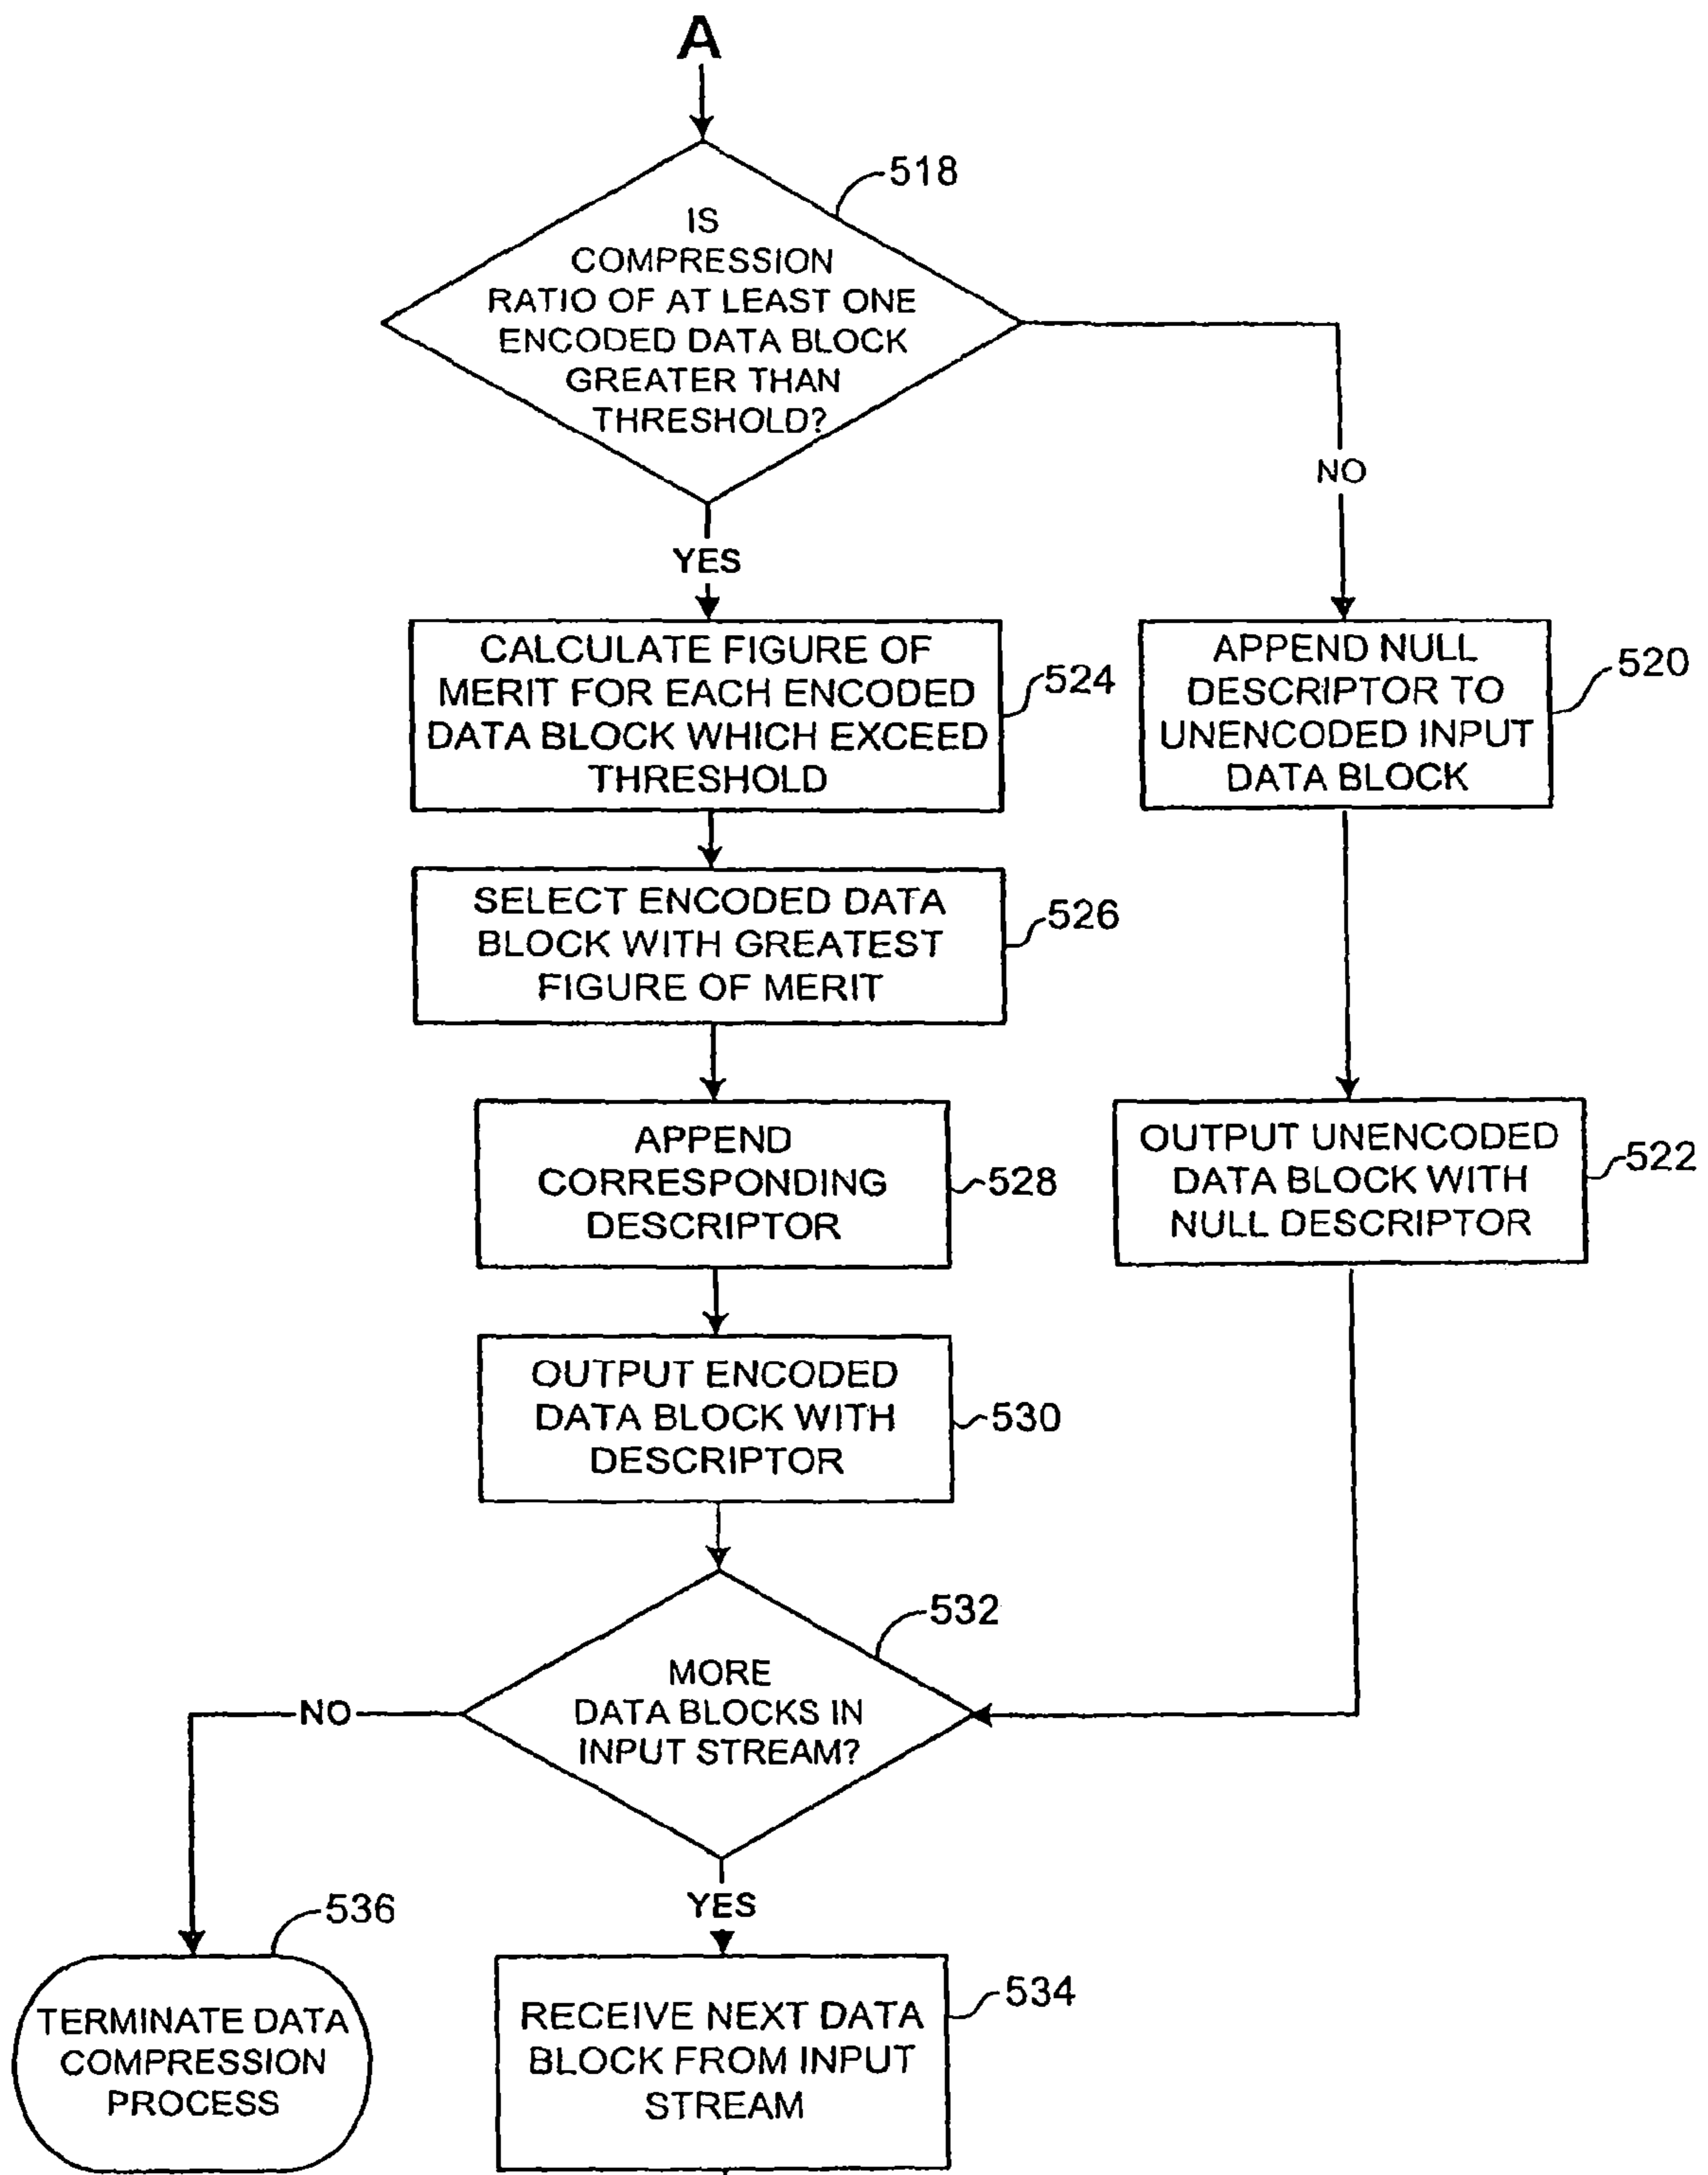 A
518
IS
COMPRESSION
RATIO OF AT LEAST ONE
ENCODED DATA BLOCK
GREATER THAN
THRESHOLD?
NO
YES
CALCULATE FIGURE OF
MERIT FOR EACH ENCODED
DATA BLOCK WHICH EXCEED
THRESHOLD
524
APPEND NULL
DESCRIPTOR TO
UNENCODED INPUT
DATA BLOCK
520
SELECT ENCODED DATA
BLOCK WITH GREATEST
FIGURE OF MERIT
526
APPEND
CORRESPONDING
DESCRIPTOR
528
OUTPUT UNENCODED
DATA BLOCK WITH
NULL DESCRIPTOR
522
OUTPUT ENCODED
DATA BLOCK WITH
DESCRIPTOR
530
532
MORE
DATA BLOCKS IN
INPUT STREAM?
NO
YES
536
TERMINATE DATA
COMPRESSION
PROCESS
RECEIVE NEXT DATA
BLOCK FROM INPUT
STREAM
534